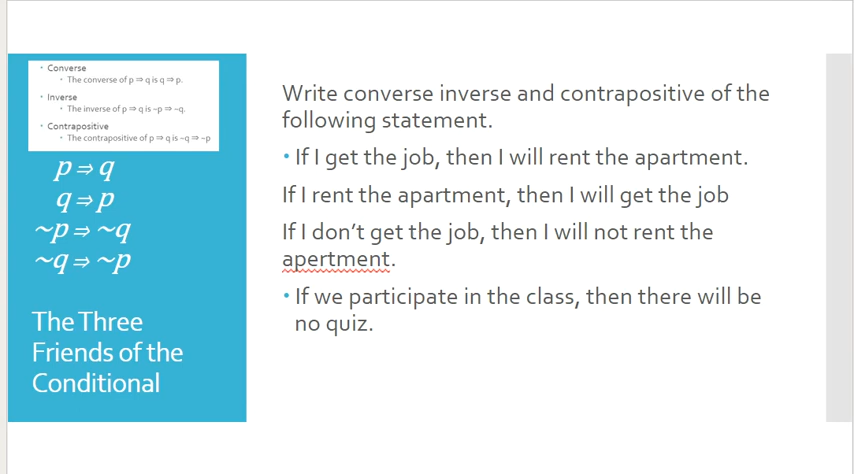 • Converse
• The converse of p ⇒ q is q ⇒ p.
• Inverse
• The inverse of p ⇒ q is ~p ⇒ ~q.
• Contrapositive
• The contrapositive of p ⇒ q is ~q ⇒ ~p
p ⇒ q
q ⇒ p
~p ⇒ ~q
~q ⇒ ~p
The Three
Friends of the
Conditional
Write converse inverse and contrapositive of the
following statement.
• If I get the job, then I will rent the apartment.
If I rent the apartment, then I will get the job
If I don’t get the job, then I will not rent the
apertment.
• If we participate in the class, then there will be
no quiz.